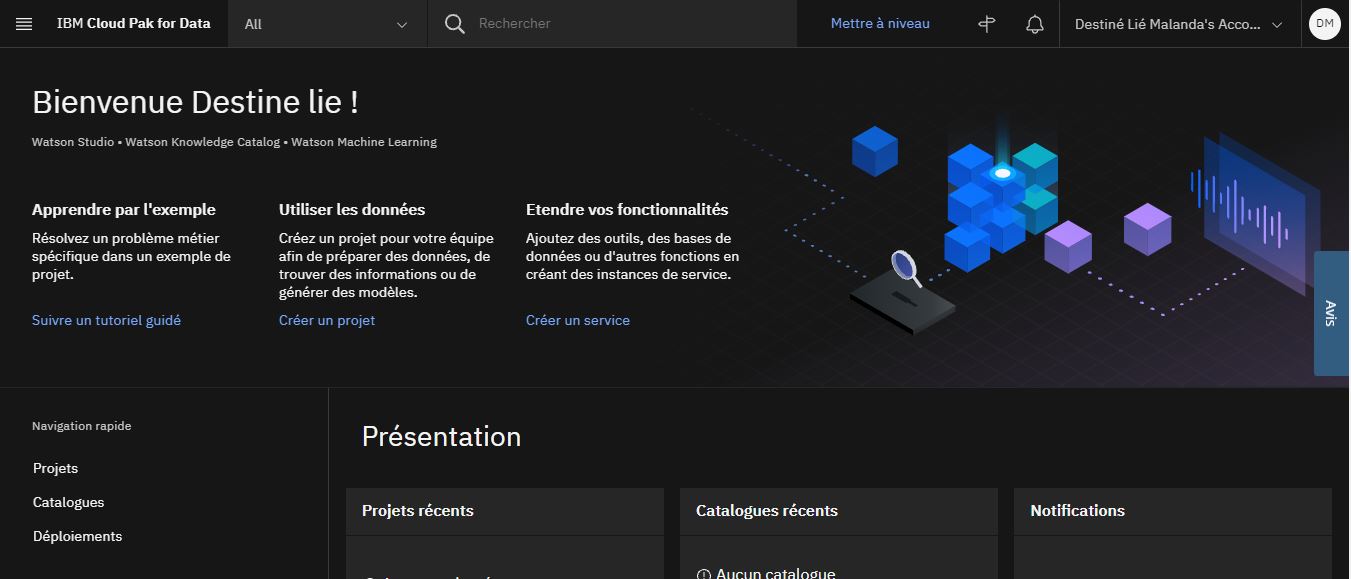 IBM Cloud Pak for Data
All
Rechercher
Mettre à niveau
Destiné Lié Malanda's Acco...
DM
Bienvenue Destine lie !
Watson Studio • Watson Knowledge Catalog • Watson Machine Learning
Apprendre par l'exemple
Résolvez un problème métier
spécifique dans un exemple de
projet.
Suivre un tutoriel guidé
Utiliser les données
Créez un projet pour votre équipe
afin de préparer des données, de
trouver des informations ou de
générer des modèles.
Créer un projet
Etendre vos fonctionnalités
Ajoutez des outils, des bases de
données ou d'autres fonctions en
créant des instances de service.
Créer un service
Avis
Navigation rapide
Projets
Catalogues
Déploiements
Présentation
Projets récents
Catalogues récents
Aucun catalogue
Notifications